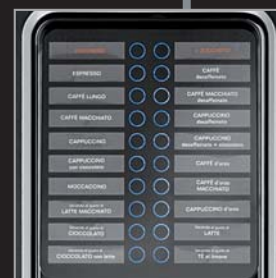 ESPRESSO
CAFFÈ
decaffeinato
CAFFÈ LUNGO
CAFFÈ MACCHIATO
decaffeinato
CAFFÈ MACCHIATO
CAPPUCCINO
decaffeinato
CAPPUCCINO
CAPPUCCINO
decaffeinato + cioccolato
CAPPUCCINO
con cioccolato
CAFFÈ d'orzo
MOCCACCINO
CAFFÈ d'orzo
MACCHIATO
LATTE MACCHIATO
CAPPUCCINO d'orzo
CIOCCOLATO
LATTE
CIOCCOLATO con latte
TÈ al limone